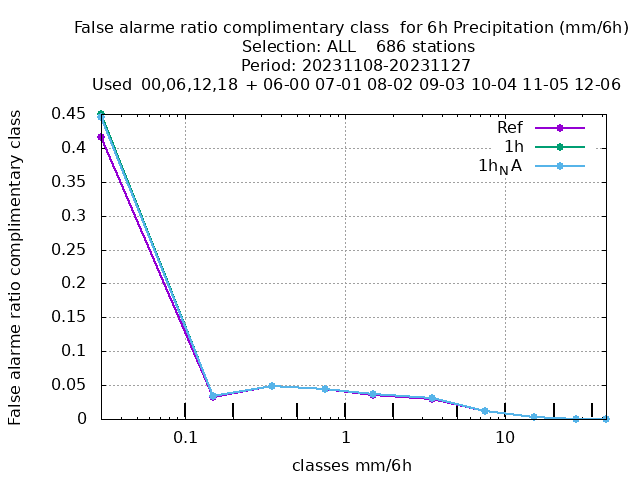 False alarme ratio complimentary class  for 6h Precipitation (mm/6h)
Selection: ALL    686 stations
Period: 20231108-20231127
Used  00,06,12,18  + 06-00 07-01 08-02 09-03 10-04 11-05 12-06
False alarme ratio complimentary class
0.45
0.4
0.35
0.3
0.25
0.2
0.15
0.1
0.05
0
Ref
1h
1hNA
0.1
1
10
classes mm/6h